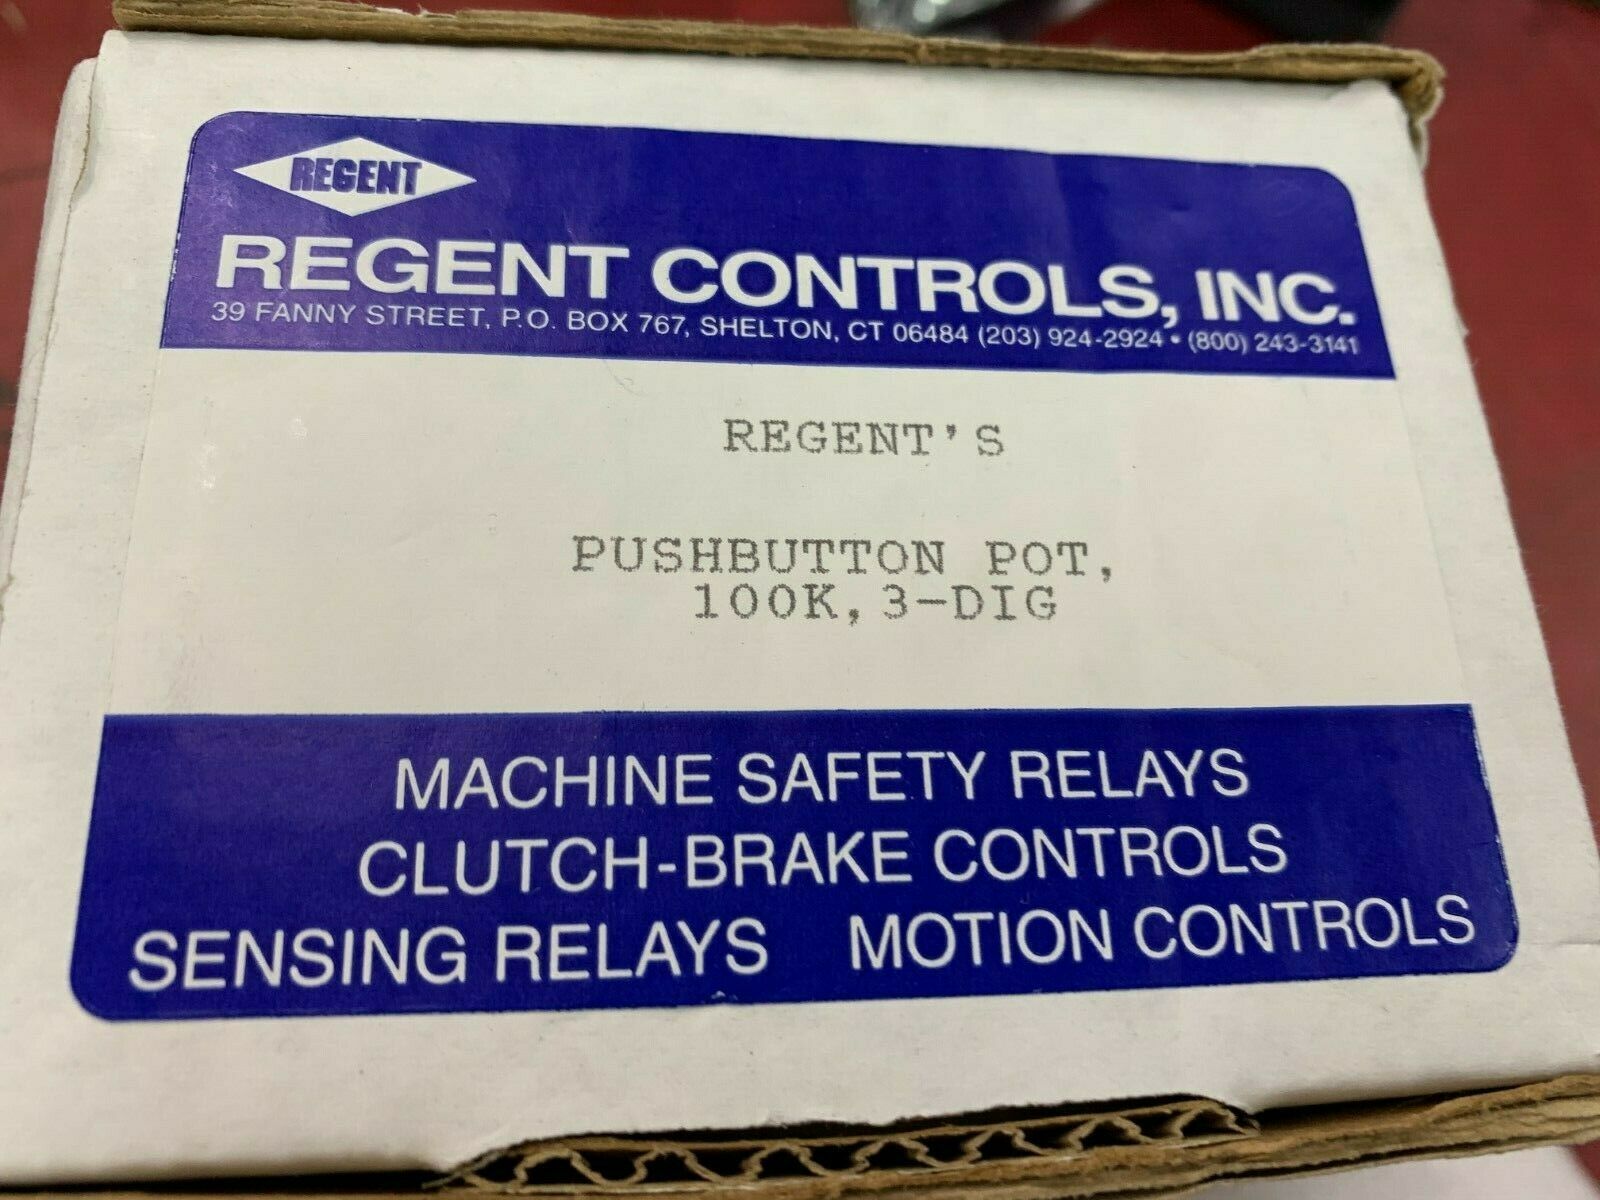 REGENT
REGENT CONTROLS, INC.
39 FANNY STREET, P.O. BOX 767, SHELTON, CT 06484 (203) 924-2924 • (800) 243-3141
REGENT'S
PUSHBUTTON POT,
100K, 3-DIG
MACHINE SAFETY RELAYS
CLUTCH-BRAKE CONTROLS
SENSING RELAYS MOTION CONTROLS